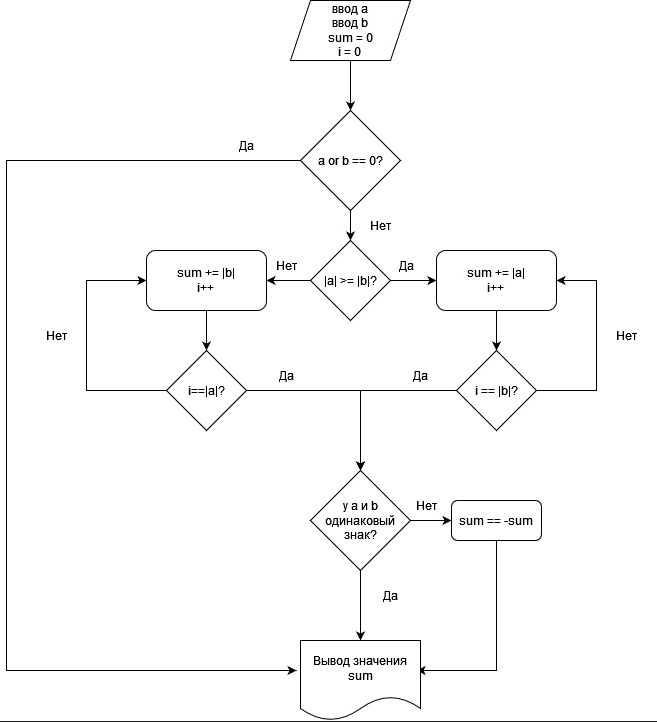 ввод a
ввод b
sum = 0
i = 0
Да
a or b == 0?
Нет
sum += |b|
i++
Нет
|a| >= |b|?
Да
sum += |a|
i++
Нет
Нет
i==|a|?
Да
Да
i == |b|?
у a и b
одинаковый
знак?
Нет
sum == -sum
Да
Вывод значения
sum